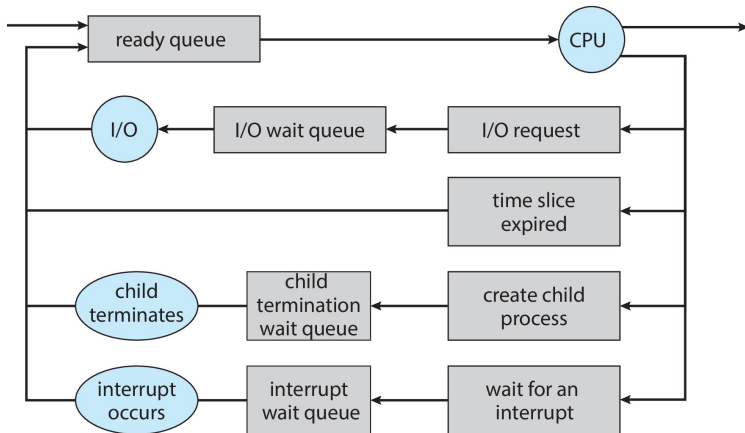 ready queue
CPU
I/O
I/O wait queue
I/O request
time slice
expired
child
terminates
child
termination
wait queue
create child
process
interrupt
occurs
interrupt
wait queue
wait for an
interrupt